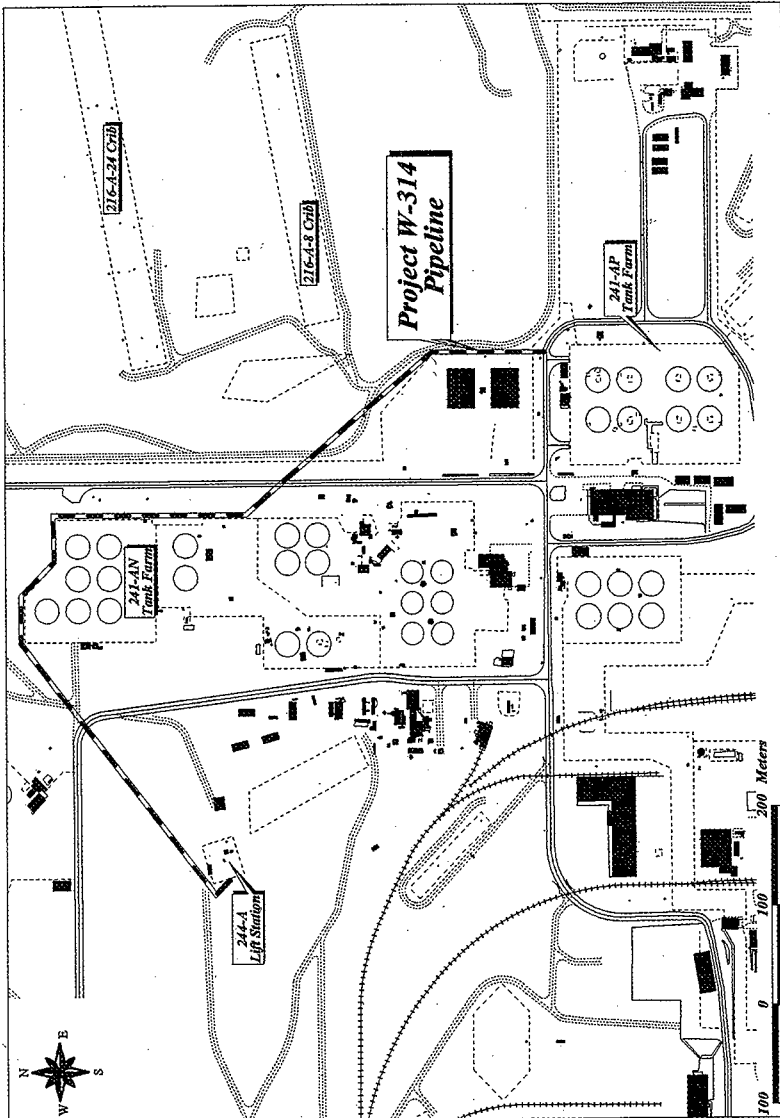 216-A-24 Crib
216-A-8 Crib
Project W-314
Pipeline
241-AP
Tank Farm
241-AN
Tank Farm
244-A
Lift Station
N
W
E
S
100
0
100
200 Meters